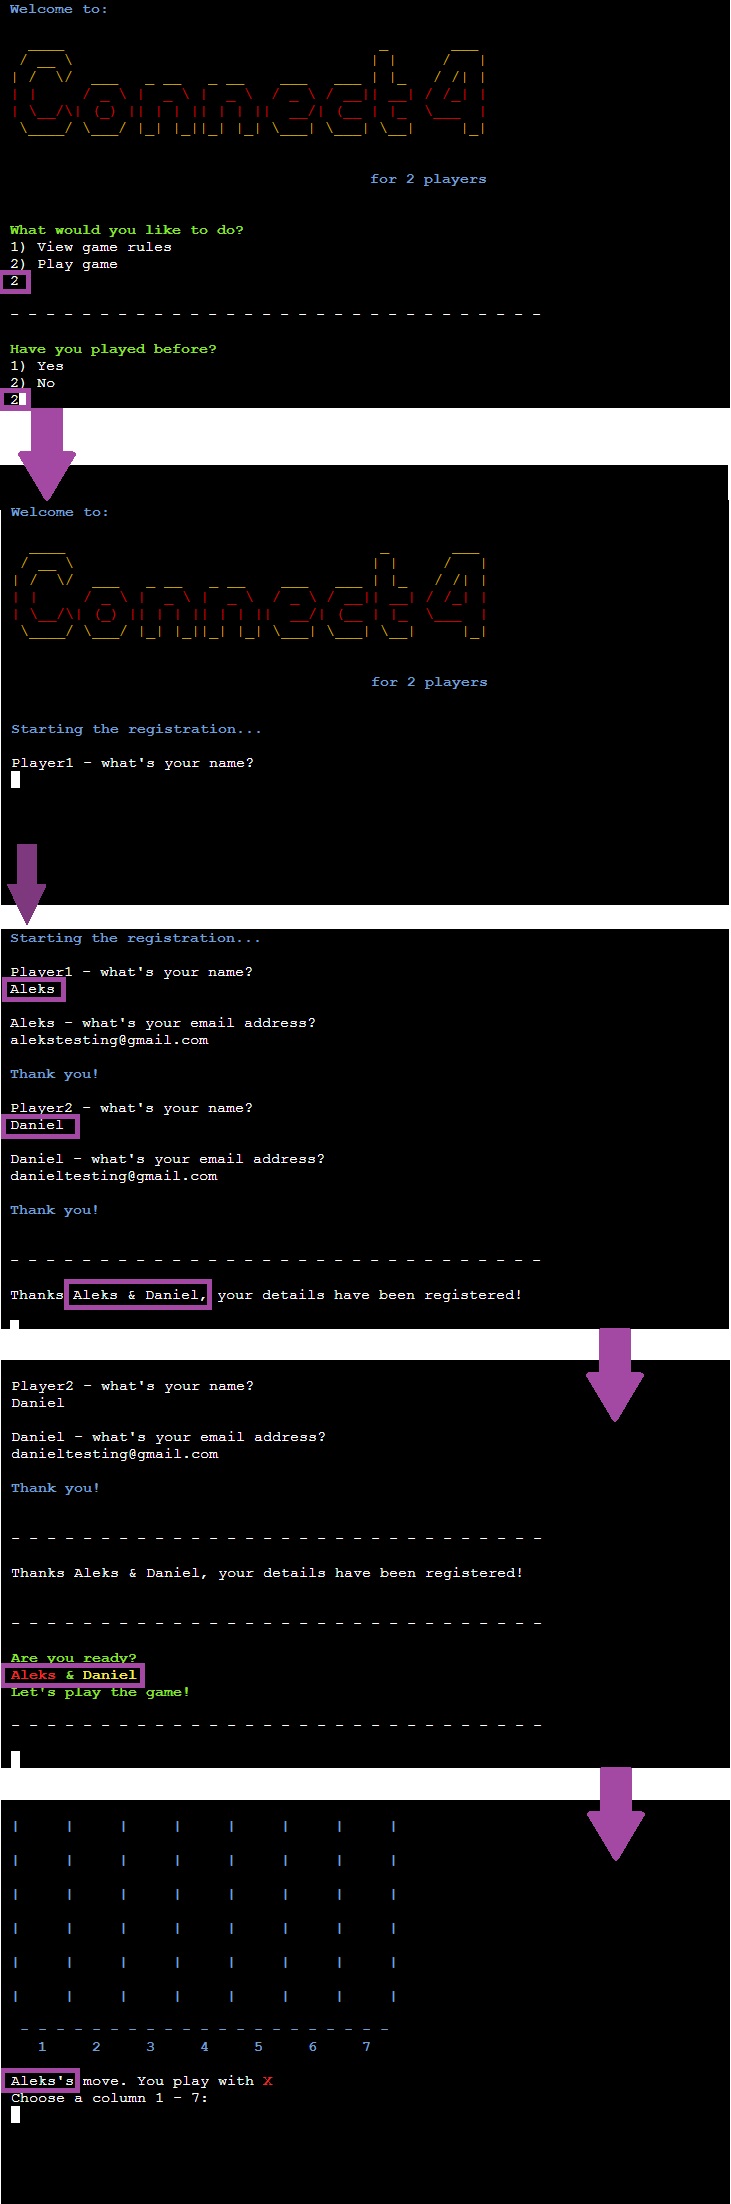 Welcome to:
Connect4
for 2 players
What would you like to do?
1) View game rules
2) Play game
2
- - - - - - - - - - - - - - - - - - - - - - - - - - - - - -
Have you played before?
1) Yes
2) No
2
Welcome to:
Connect4
for 2 players
Starting the registration...
Player1 - what's your name?
Starting the registration...
Player1 - what's your name?
Aleks
Aleks - what's your email address?
alekstesting@gmail.com
Thank you!
Player2 - what's your name?
Daniel
Daniel - what's your email address?
danieltesting@gmail.com
Thank you!
- - - - - - - - - - - - - - - - - - - - - - - - - - - - - -
Thanks Aleks & Daniel, your details have been registered!
Player2 - what's your name?
Daniel
Daniel - what's your email address?
danieltesting@gmail.com
Thank you!
- - - - - - - - - - - - - - - - - - - - - - - - - - - - - -
Thanks Aleks & Daniel, your details have been registered!
- - - - - - - - - - - - - - - - - - - - - - - - - - - - - -
Are you ready?
Aleks & Daniel
Let's play the game!
- - - - - - - - - - - - - - - - - - - - - - - - - - - - - -
| | | | | | | |
| | | | | | | |
| | | | | | | |
| | | | | | | |
| | | | | | | |
| | | | | | | |
- - - - - - - - - - - - - - - - - - - - -
1 2 3 4 5 6 7
Aleks's move. You play with X
Choose a column 1 - 7: